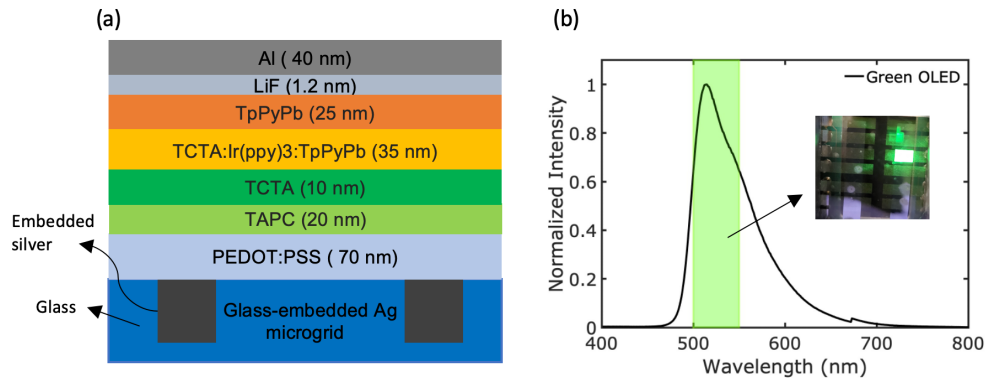 (a)
Al ( 40 nm)
LiF (1.2 nm)
TpPyPb (25 nm)
TCTA:Ir(ppy)3:TpPyPb (35 nm)
TCTA (10 nm)
TAPC (20 nm)
PEDOT:PSS ( 70 nm)
Embedded
silver
Glass
Glass-embedded Ag
microgrid
(b)
Green OLED
Normalized Intensity
1
0.8
0.6
0.4
0.2
0
400
500
600
700
800
Wavelength (nm)